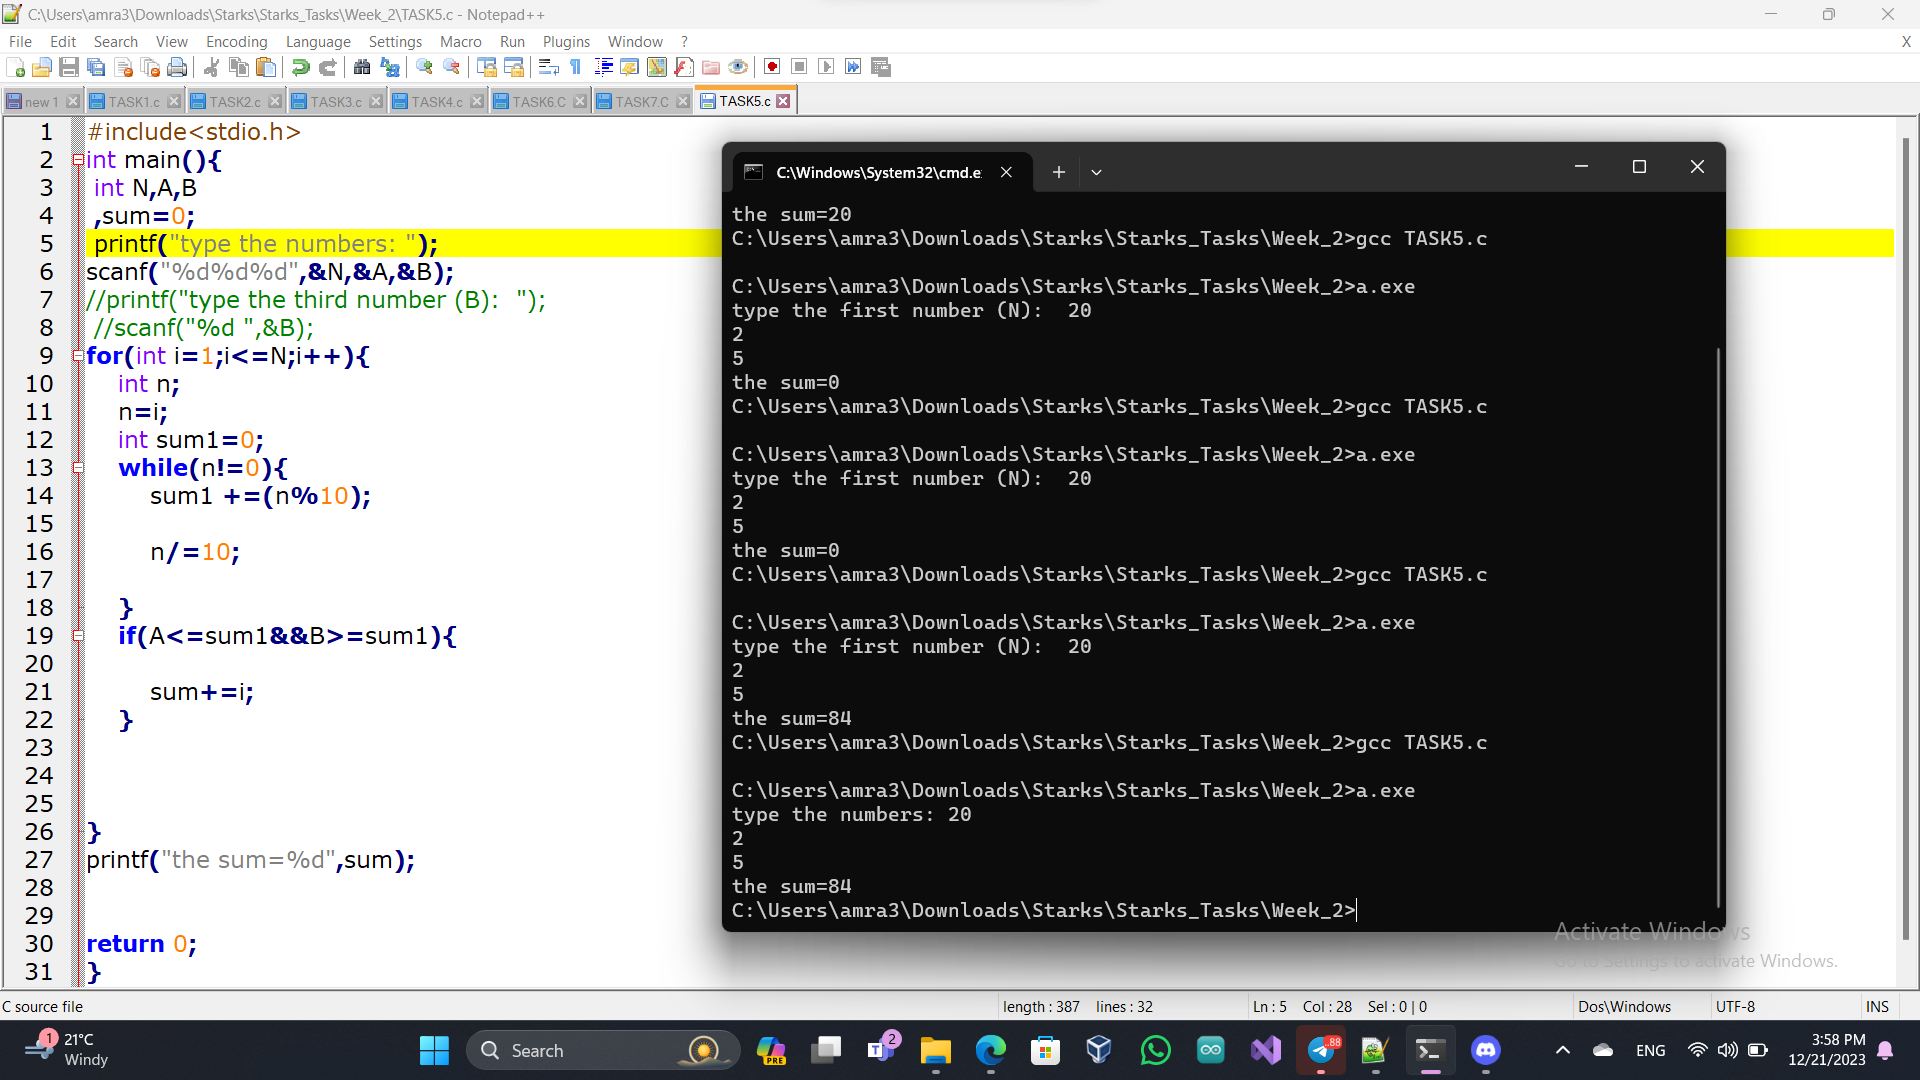 C:\Users\amra3\Downloads\Starks\Starks_Tasks\Week_2\TASK5.c - Notepad++
File Edit Search View Encoding Language Settings Macro Run Plugins Window ? X
new 1 TASK1.c TASK2.c TASK3.c TASK4.c TASK6.C TASK7.C TASK5.c
1 #include<stdio.h>
2 int main(){
3 int N,A,B
4 ,sum=0;
5 printf("type the numbers: ");
6 scanf("%d%d%d",&N,&A,&B);
7 //printf("type the third number (B):  ");
8 //scanf("%d ",&B);
9 for(int i=1;i<=N;i++){
10 int n;
11 n=i;
12 int sum1=0;
13 while(n!=0){
14 sum1 +=(n%10);
15
16 n/=10;
17
18 }
19 if(A<=sum1&&B>=sum1){
20
21 sum+=i;
22 }
23
24
25
26 }
27 printf("the sum=%d",sum);
28
29
30 return 0;
31 }
C:\Windows\System32\cmd.e
the sum=20
C:\Users\amra3\Downloads\Starks\Starks_Tasks\Week_2>gcc TASK5.c
C:\Users\amra3\Downloads\Starks\Starks_Tasks\Week_2>a.exe
type the first number (N):  20
2
5
the sum=0
C:\Users\amra3\Downloads\Starks\Starks_Tasks\Week_2>gcc TASK5.c
C:\Users\amra3\Downloads\Starks\Starks_Tasks\Week_2>a.exe
type the first number (N):  20
2
5
the sum=0
C:\Users\amra3\Downloads\Starks\Starks_Tasks\Week_2>gcc TASK5.c
C:\Users\amra3\Downloads\Starks\Starks_Tasks\Week_2>a.exe
type the first number (N):  20
2
5
the sum=84
C:\Users\amra3\Downloads\Starks\Starks_Tasks\Week_2>gcc TASK5.c
C:\Users\amra3\Downloads\Starks\Starks_Tasks\Week_2>a.exe
type the numbers: 20
2
5
the sum=84
C:\Users\amra3\Downloads\Starks\Starks_Tasks\Week_2>
Activate Windows
Go to Settings to activate Windows.
C source file length : 387 lines : 32 Ln : 5 Col : 28 Sel : 0 | 0 Dos\Windows UTF-8 INS
1 21°C
Windy
Search
PRE
2
88
ENG
3:58 PM
12/21/2023